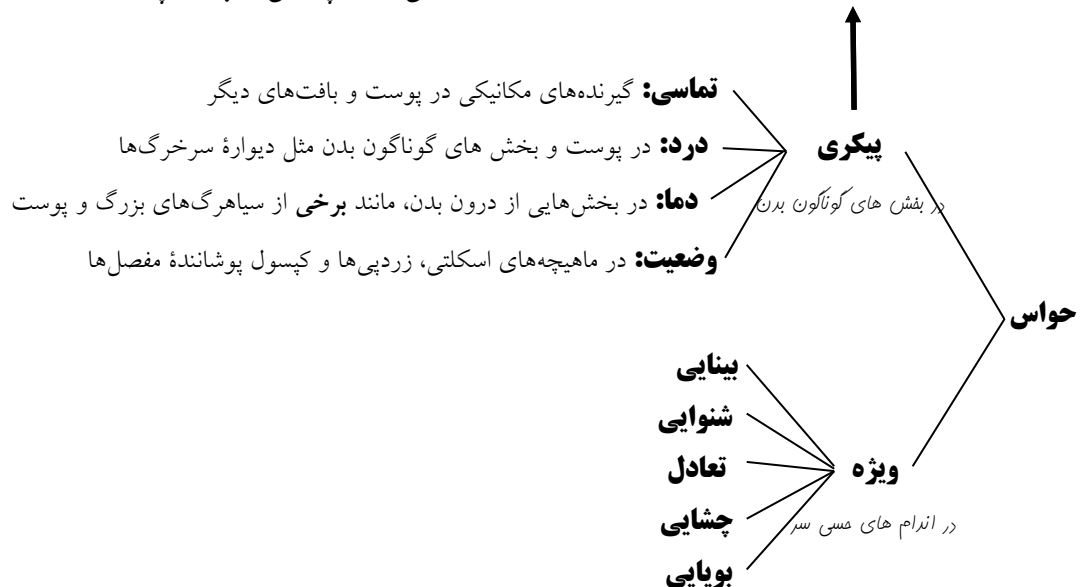 تماسی: گیرنده‌های مکانیکی در پوست و بافت‌های دیگر
درد: در پوست و بخش های گوناگون بدن مثل دیوارهٔ سرخرگ‌ها
پیکری
در بخش های گوناگون بدن
دما: در بخش‌هایی از درون بدن، مانند برخی از سیاهرگ‌های بزرگ و پوست
وضعیت: در ماهیچه‌های اسکلتی، زردپی‌ها و کپسول پوشانندهٔ مفصل‌ها
حواس
بینایی
شنوایی
تعادل
ویژه
در اندام های حسی سر
چشایی
بویایی